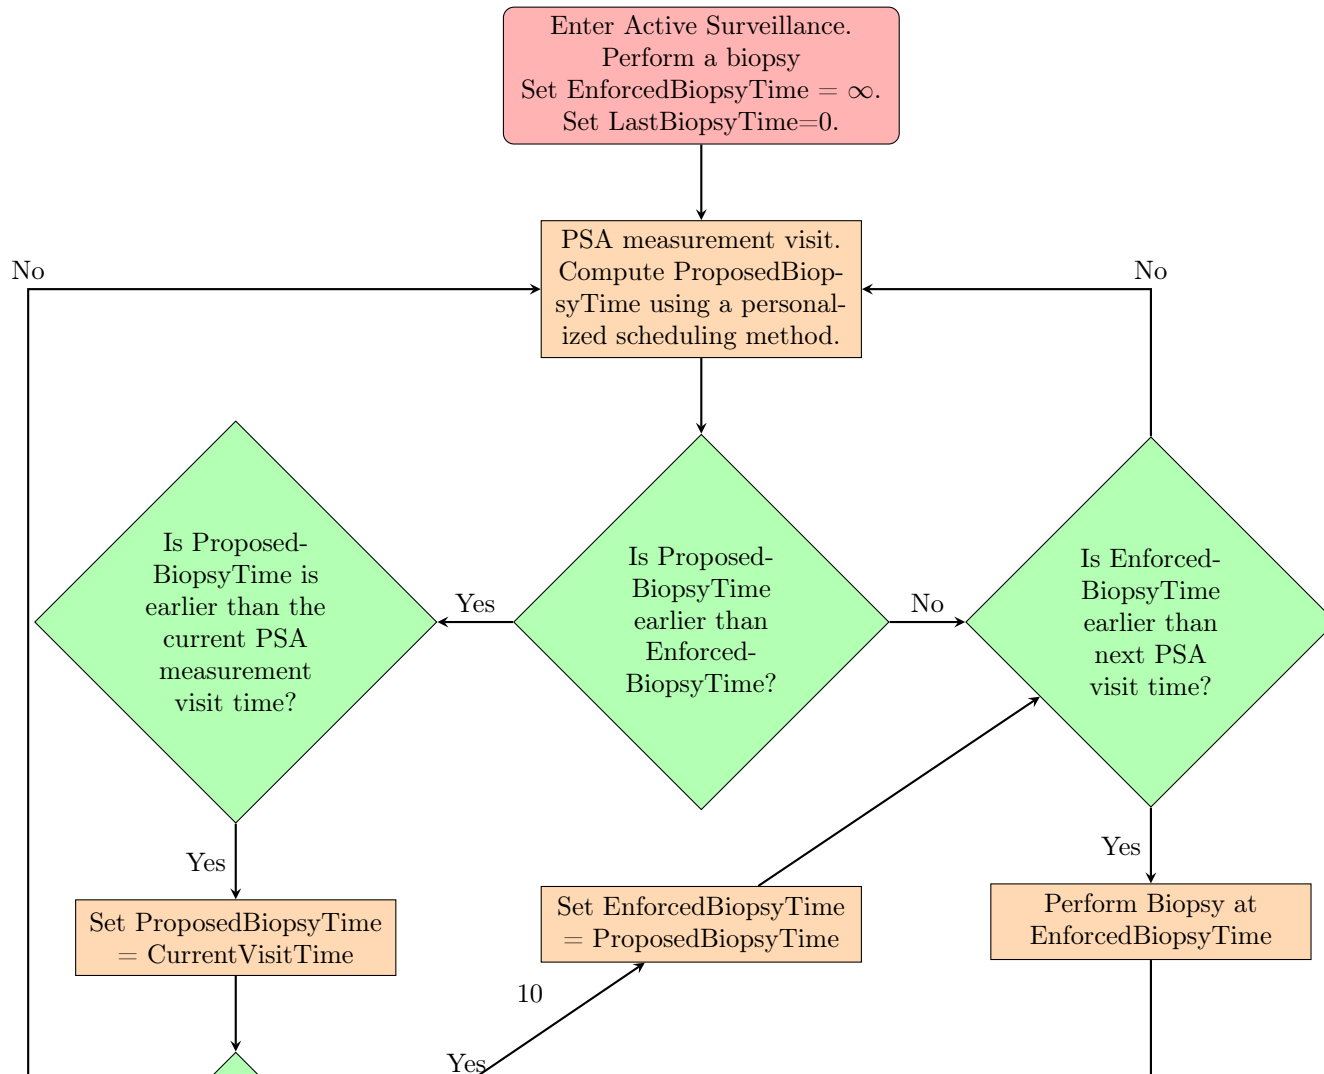 Enter Active Surveillance.
Perform a biopsy
Set EnforcedBiopsyTime = ∞.
Set LastBiopsyTime=0.
PSA measurement visit.
Compute ProposedBiop-
syTime using a personal-
ized scheduling method.
No
No
Is Proposed-
BiopsyTime is
earlier than the
current PSA
measurement
visit time?
Yes
Is Proposed-
BiopsyTime
earlier than
Enforced-
BiopsyTime?
No
Is Enforced-
BiopsyTime
earlier than
next PSA
visit time?
Yes
Set ProposedBiopsyTime
= CurrentVisitTime
Set EnforcedBiopsyTime
= ProposedBiopsyTime
Yes
Perform Biopsy at
EnforcedBiopsyTime
10
Yes